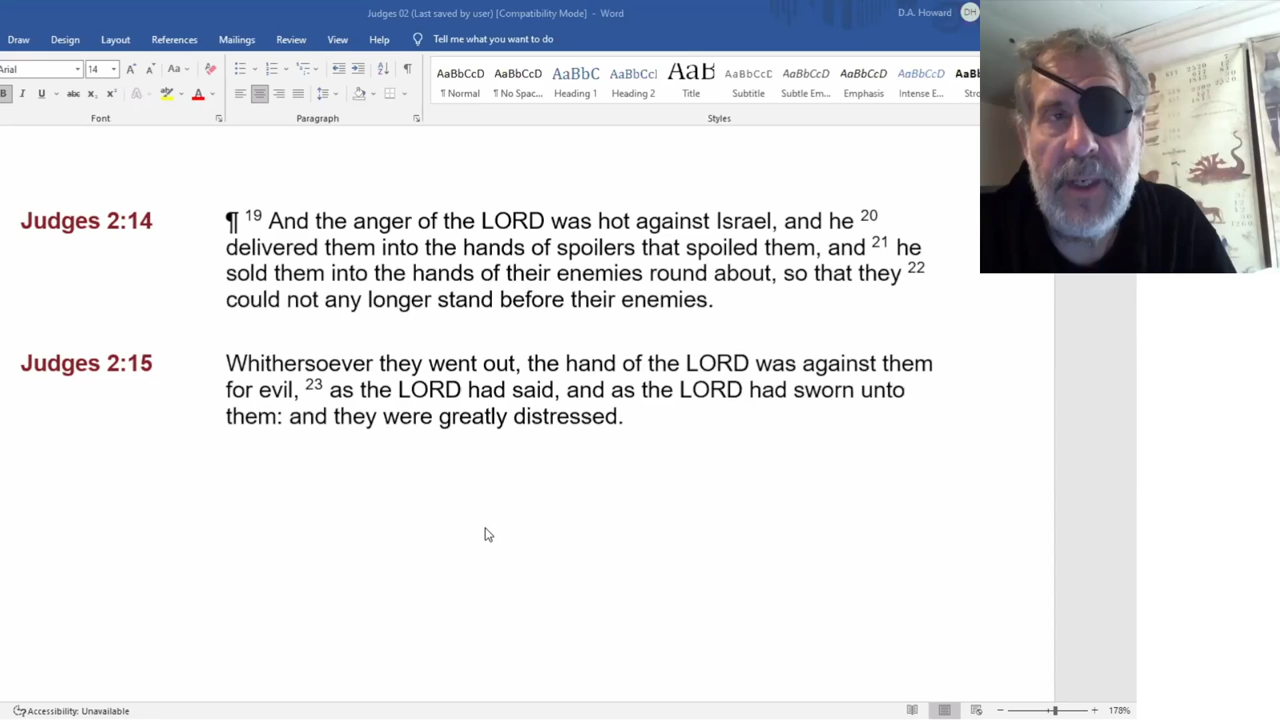 Judges 02 (Last saved by user) [Compatibility Mode] - Word
D.A. Howard DH
Draw Design Layout References Mailings Review View Help Tell me what you want to do
Arial 14 Aa
B I U abc x₂ x² A A
AaBbCcD AaBbCcD AaBbC AaBbCc AaB AaBbCcD AaBbCcD AaBbCcD AaBbCcD AaBb
¶ Normal ¶ No Spac... Heading 1 Heading 2 Title Subtitle Subtle Em... Emphasis Intense E... Stro
Font Paragraph Styles
Judges 2:14 ¶ 19 And the anger of the LORD was hot against Israel, and he 20
delivered them into the hands of spoilers that spoiled them, and 21 he
sold them into the hands of their enemies round about, so that they 22
could not any longer stand before their enemies.
Judges 2:15 Whithersoever they went out, the hand of the LORD was against them
for evil, 23 as the LORD had said, and as the LORD had sworn unto
them: and they were greatly distressed.
Accessibility: Unavailable 178%